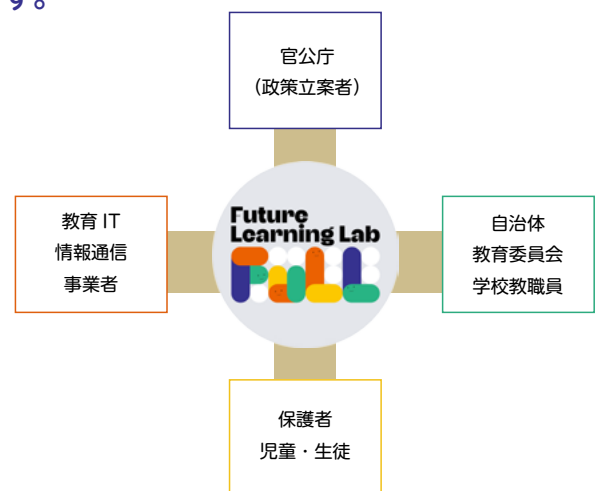 す。
官公庁
（政策立案者）
教育 IT
情報通信
事業者
Future
Learning Lab
FULL
自治体
教育委員会
学校教職員
保護者
児童・生徒